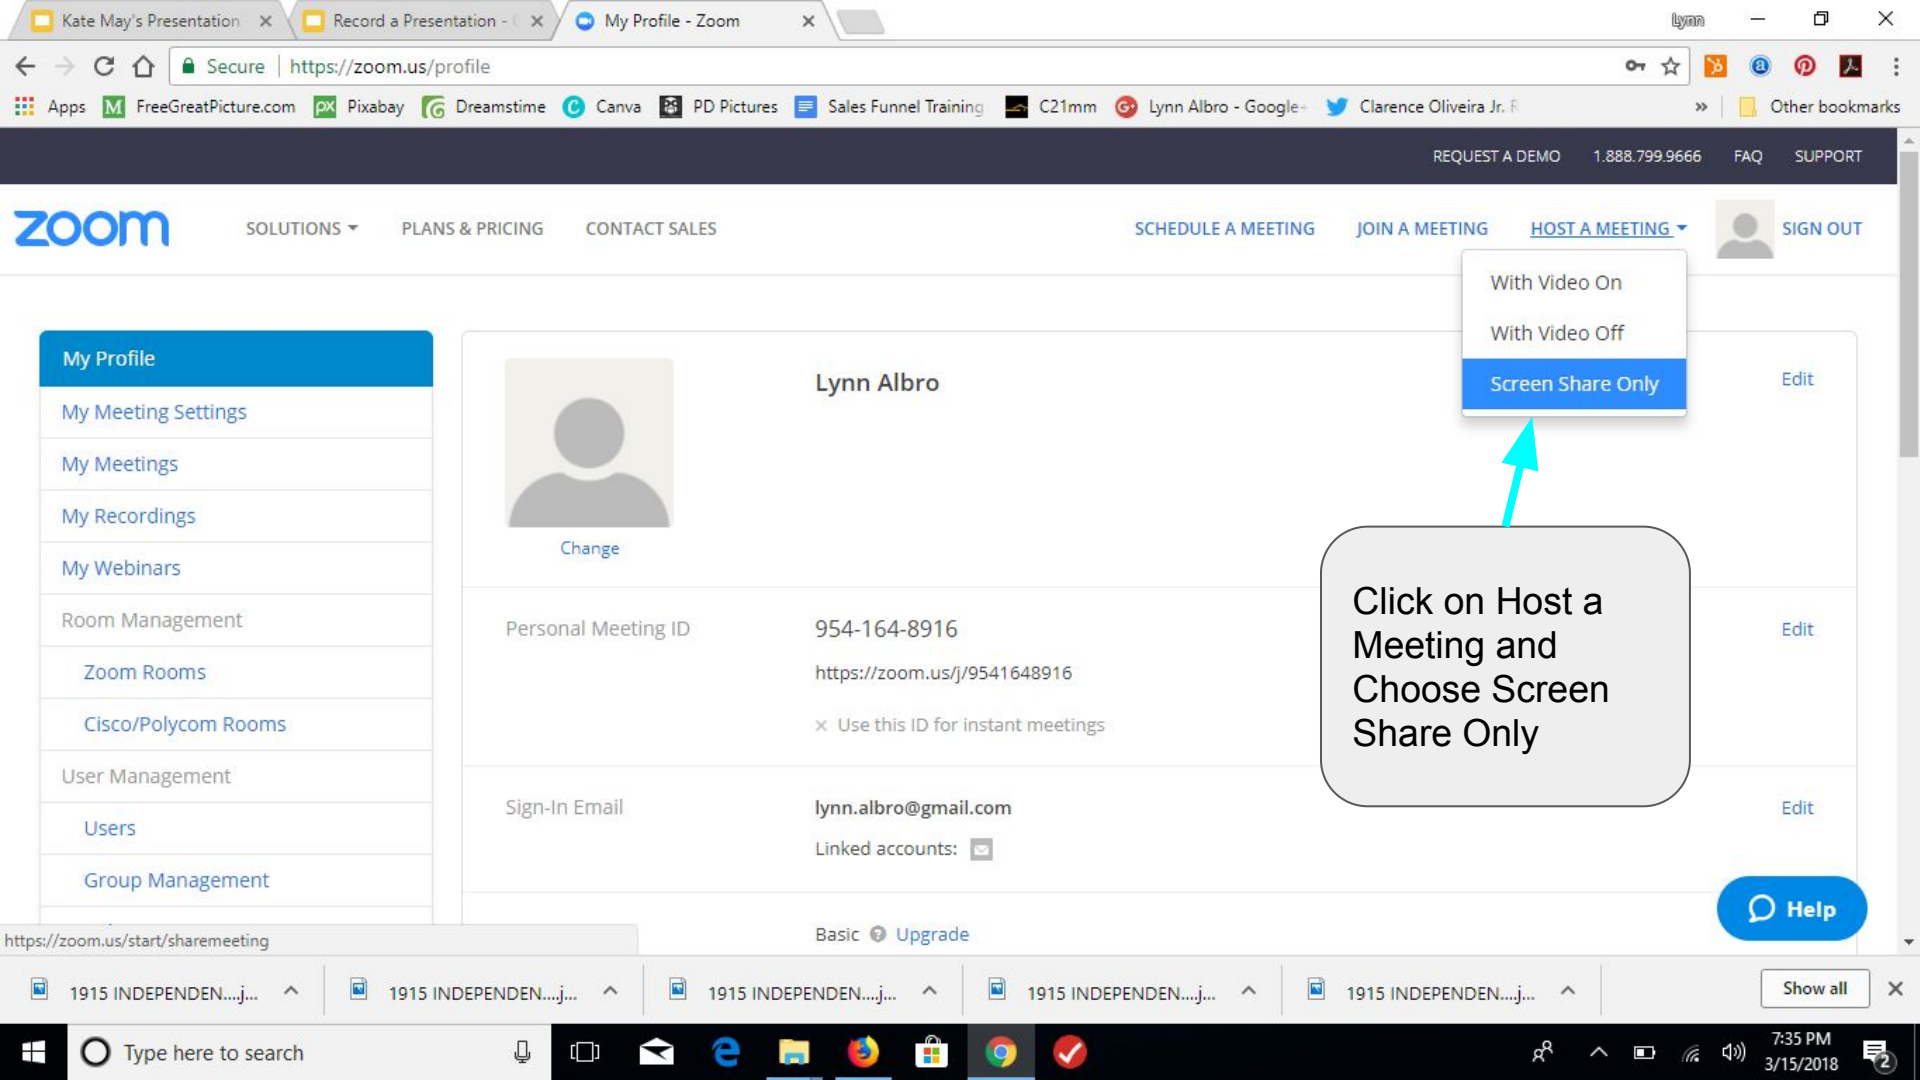 Kate May's Presentation
Record a Presentation -
My Profile - Zoom
Lynn
Secure
https://zoom.us/profile
Apps
FreeGreatPicture.com
Pixabay
Dreamstime
Canva
PD Pictures
Sales Funnel Training
C21mm
Lynn Albro - Google+
Clarence Oliveira Jr.
»
Other bookmarks
REQUEST A DEMO 1.888.799.9666 FAQ SUPPORT
zoom
SOLUTIONS PLANS & PRICING CONTACT SALES
SCHEDULE A MEETING JOIN A MEETING HOST A MEETING SIGN OUT
With Video On
With Video Off
Screen Share Only
My Profile
My Meeting Settings
My Meetings
My Recordings
My Webinars
Room Management
Zoom Rooms
Cisco/Polycom Rooms
User Management
Users
Group Management
Lynn Albro
Edit
Change
Personal Meeting ID
954-164-8916
https://zoom.us/j/9541648916
× Use this ID for instant meetings
Edit
Sign-In Email
lynn.albro@gmail.com
Linked accounts:
Edit
Basic Upgrade
Click on Host a
Meeting and
Choose Screen
Share Only
Help
https://zoom.us/start/sharemeeting
1915 INDEPENDEN....j...
1915 INDEPENDEN....j...
1915 INDEPENDEN....j...
1915 INDEPENDEN....j...
1915 INDEPENDEN....j...
Show all
Type here to search
7:35 PM
3/15/2018
2